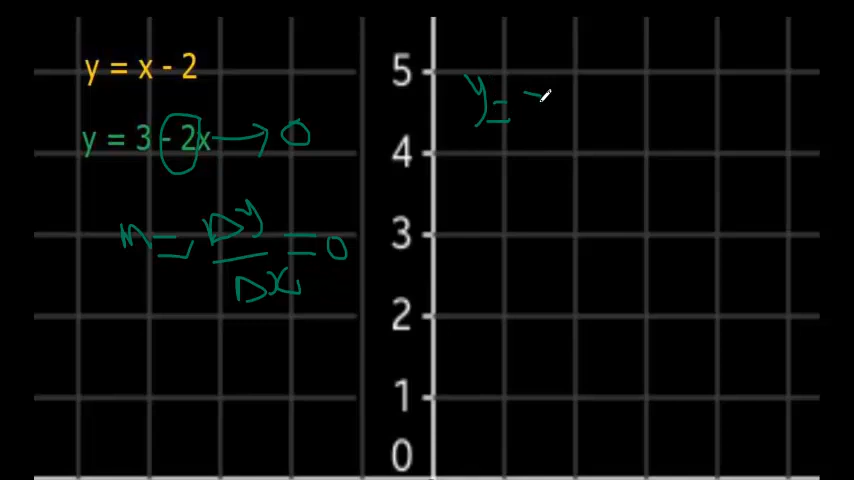 y = x - 2
y = 3 - 2x → 0
m = Δy / Δx = 0
y = -
5
4
3
2
1
0